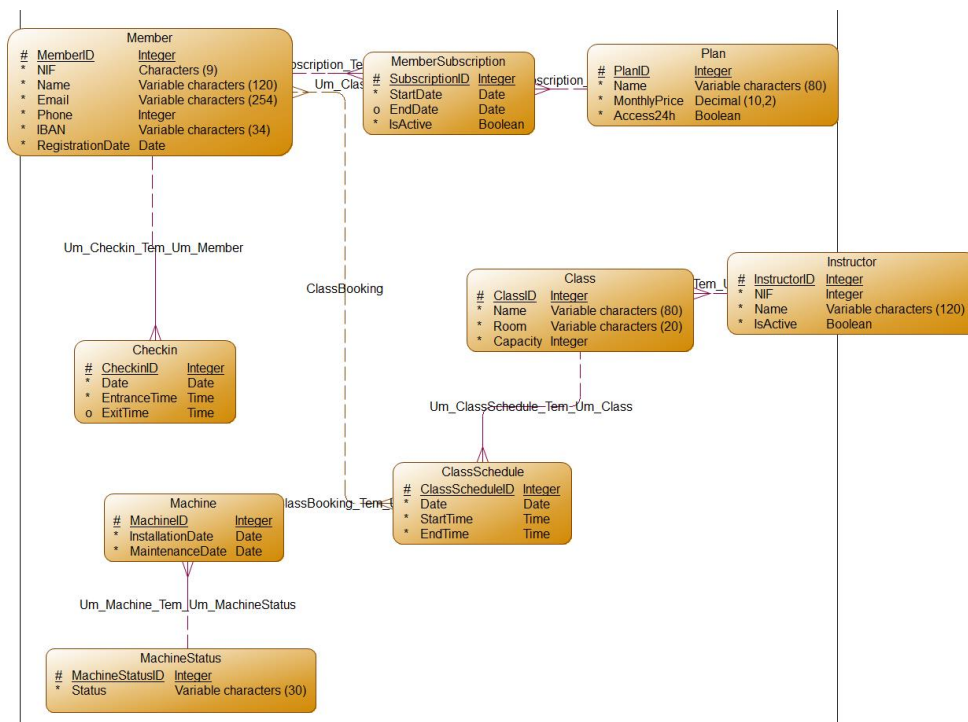 Member
# MemberID Integer
* NIF Characters (9)
* Name Variable characters (120)
* Email Variable characters (254)
* Phone Integer
* IBAN Variable characters (34)
* RegistrationDate Date
Um_Clas
MemberSubscription
# SubscriptionID Integer
* StartDate Date
o EndDate Date
* IsActive Boolean
Plan
# PlanID Integer
* Name Variable characters (80)
* MonthlyPrice Decimal (10,2)
* Access24h Boolean
Um_Checkin_Tem_Um_Member
ClassBooking
Class
# ClassID Integer
* Name Variable characters (80)
* Room Variable characters (20)
* Capacity Integer
Instructor
# InstructorID Integer
* NIF Integer
* Name Variable characters (120)
* IsActive Boolean
Checkin
# CheckinID Integer
* Date Date
* EntranceTime Time
o ExitTime Time
Um_ClassSchedule_Tem_Um_Class
ClassSchedule
# ClassScheduleID Integer
* Date Date
* StartTime Time
* EndTime Time
Machine
# MachineID Integer
* InstallationDate Date
* MaintenanceDate Date
Um_Machine_Tem_Um_MachineStatus
MachineStatus
# MachineStatusID Integer
* Status Variable characters (30)